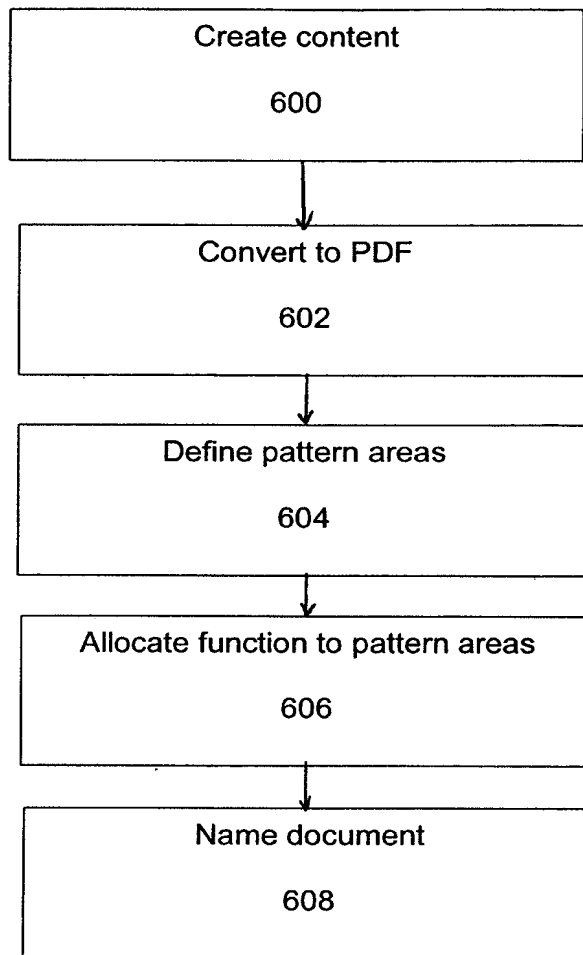 Create content
600
Convert to PDF
602
Define pattern areas
604
Allocate function to pattern areas
606
Name document
608